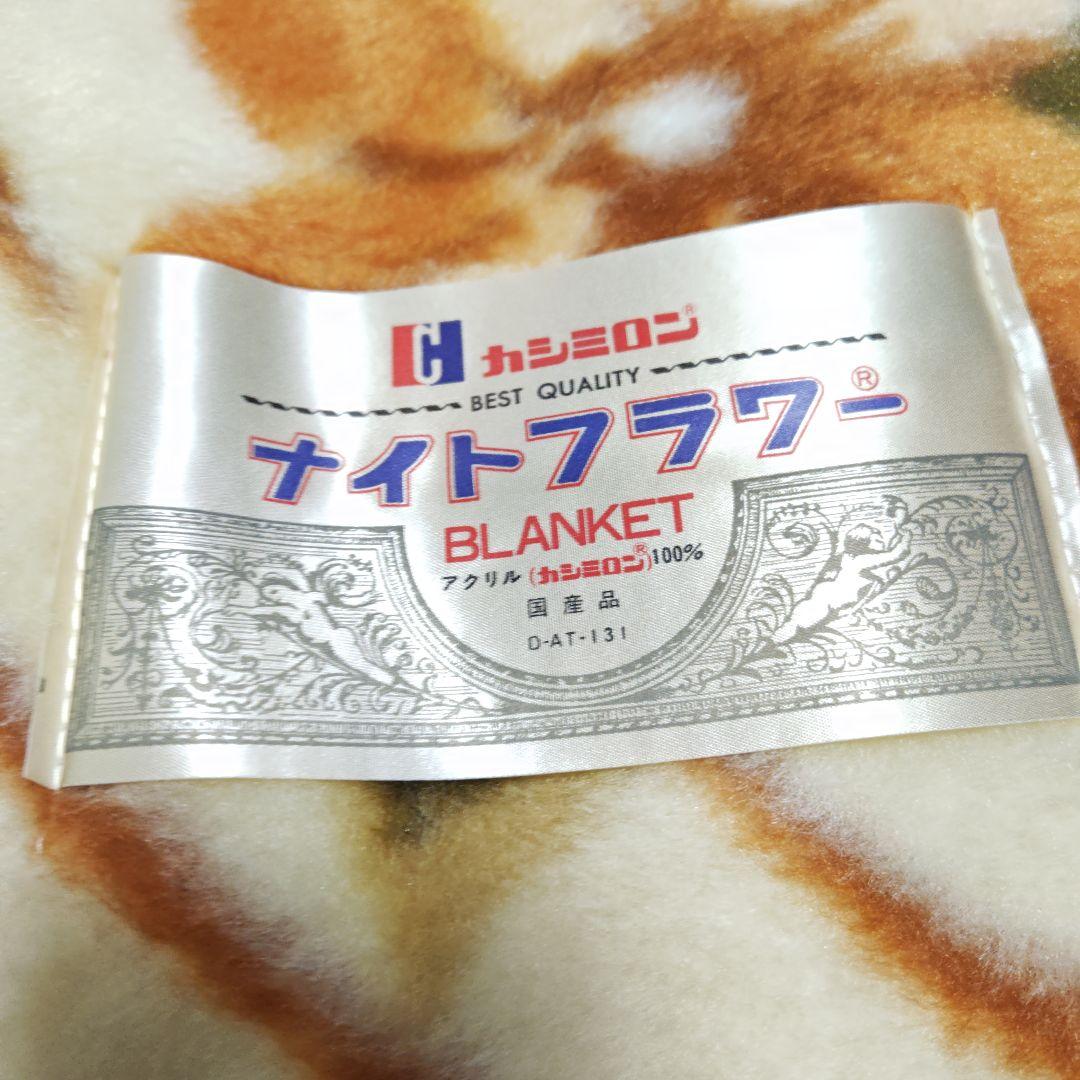 CH カシミロン®
BEST QUALITY
ナイトフラワー®
BLANKET
アクリル(カシミロン®)100%
国産品
D-AT-131